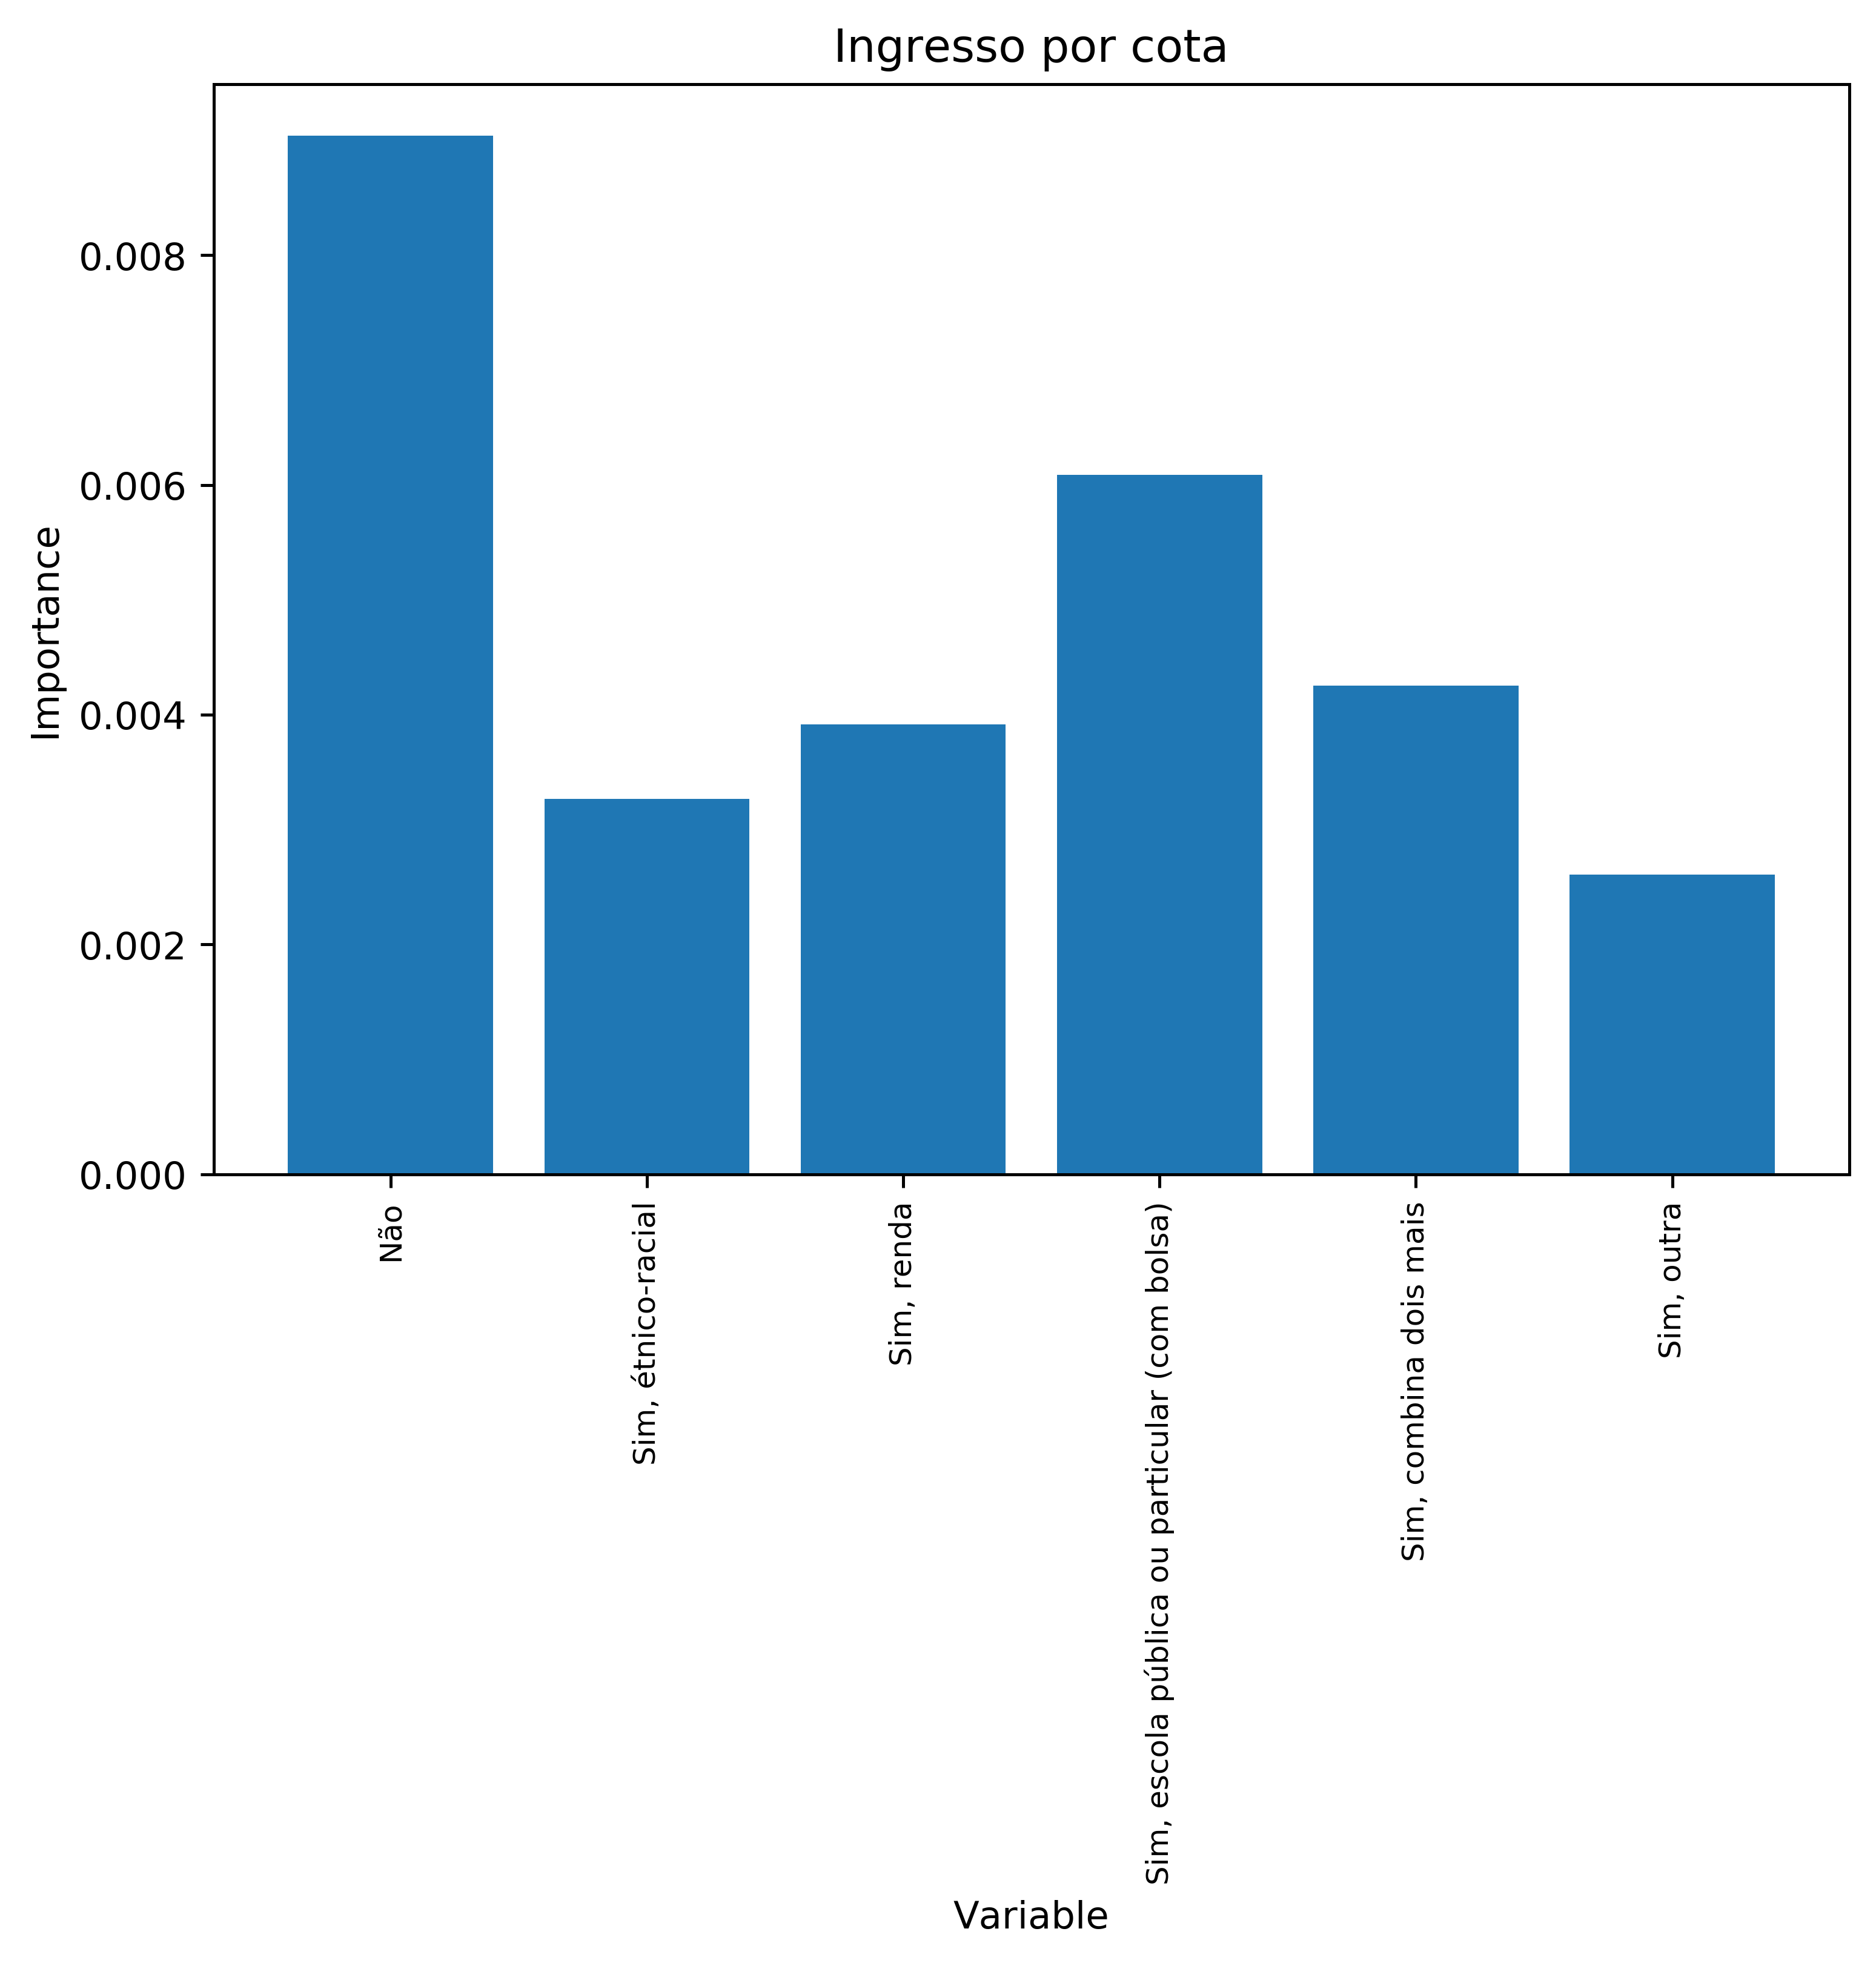 Ingresso por cota
Importance
0.008
0.006
0.004
0.002
0.000
Não
Sim, étnico-racial
Sim, renda
Sim, escola pública ou particular (com bolsa)
Sim, combina dois mais
Sim, outra
Variable